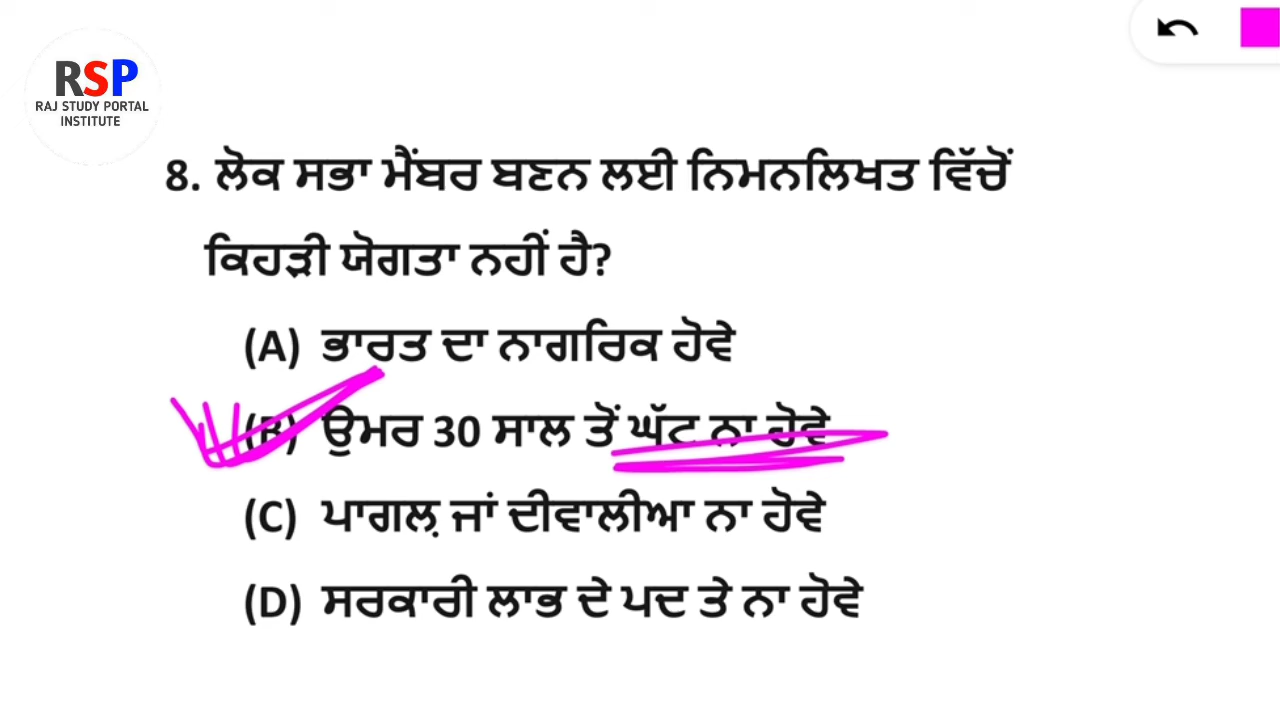 RSP
RAJ STUDY PORTAL
INSTITUTE
8. ਲੋਕ ਸਭਾ ਮੈਂਬਰ ਬਣਨ ਲਈ ਨਿਮਨਲਿਖਤ ਵਿੱਚੋਂ
ਕਿਹੜੀ ਯੋਗਤਾ ਨਹੀਂ ਹੈ?
(A) ਭਾਰਤ ਦਾ ਨਾਗਰਿਕ ਹੋਵੇ
(B) ਉਮਰ 30 ਸਾਲ ਤੋਂ ਘੱਟ ਨਾ ਹੋਵੇ
(C) ਪਾਗਲ਼ ਜਾਂ ਦੀਵਾਲੀਆ ਨਾ ਹੋਵੇ
(D) ਸਰਕਾਰੀ ਲਾਭ ਦੇ ਪਦ ਤੇ ਨਾ ਹੋਵੇ